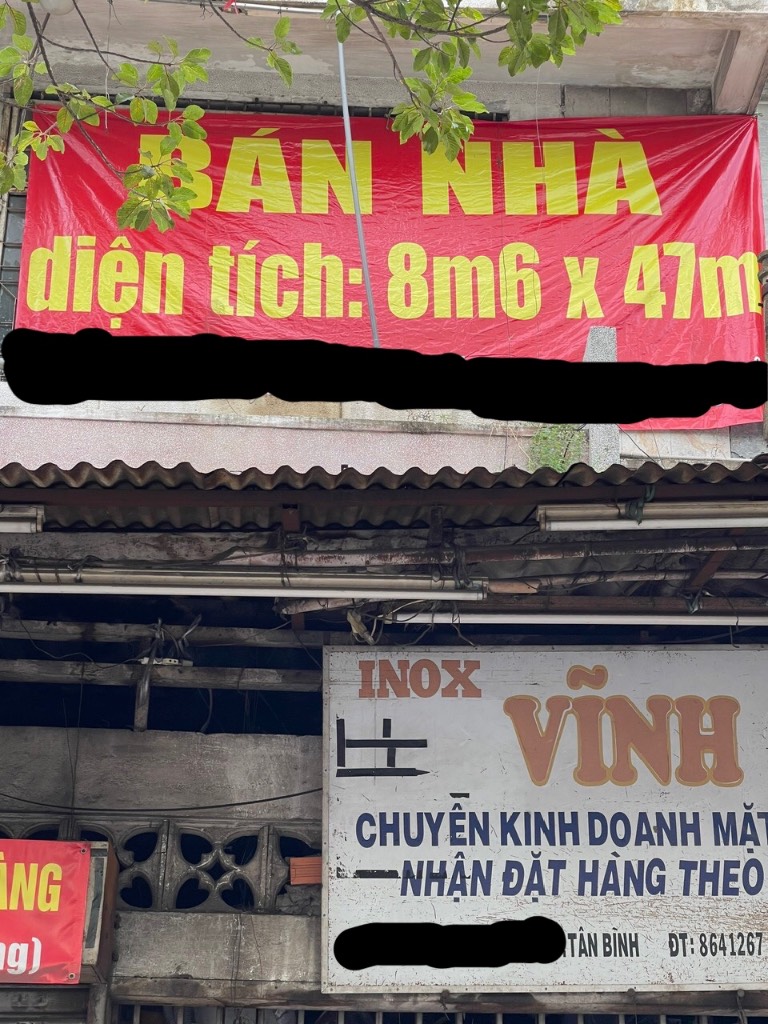 BÁN NHÀ
diện tích: 8m6 x 47m
INOX
VĨNH
CHUYÊN KINH DOANH MẶT
NHẬN ĐẶT HÀNG THEO
TÂN BÌNH ĐT: 8641267
ÀNG
ng)